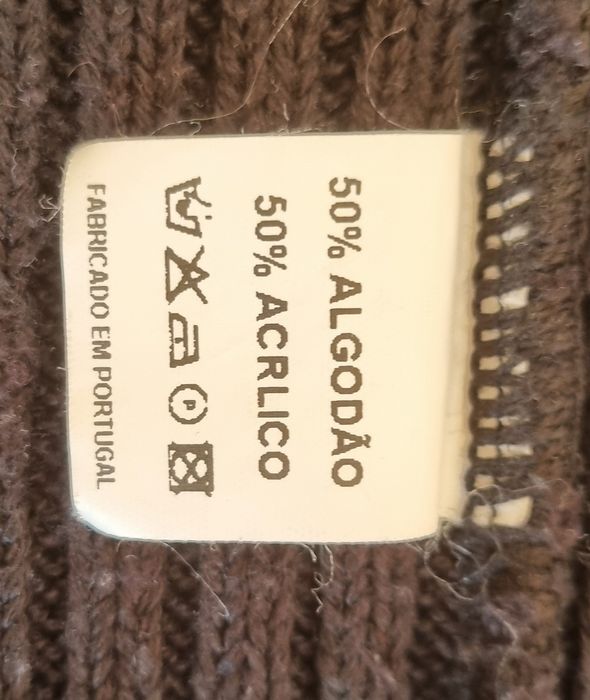 50% ALGODÃO
50% ACRLICO
P
FABRICADO EM PORTUGAL